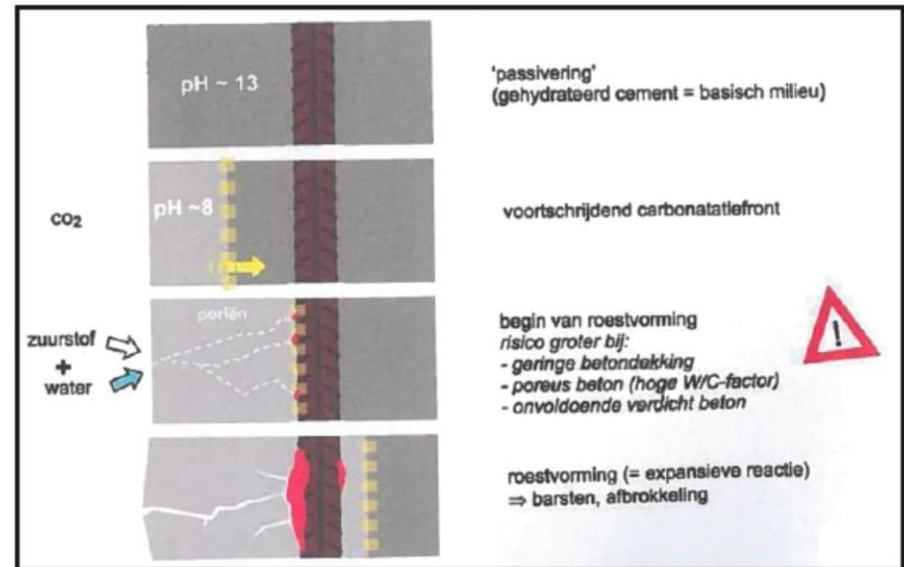 pH ~ 13
'passivering'
(gehydrateerd cement = basisch milieu)
CO2
pH ~8
voortschrijdend carbonatatiefront
zuurstof
+
water
poriën
begin van roestvorming
risico groter bij:
- geringe betondekking
- poreus beton (hoge W/C-factor)
- onvoldoende verdicht beton
!
roestvorming (= expansieve reactie)
⇒ barsten, afbrokkeling